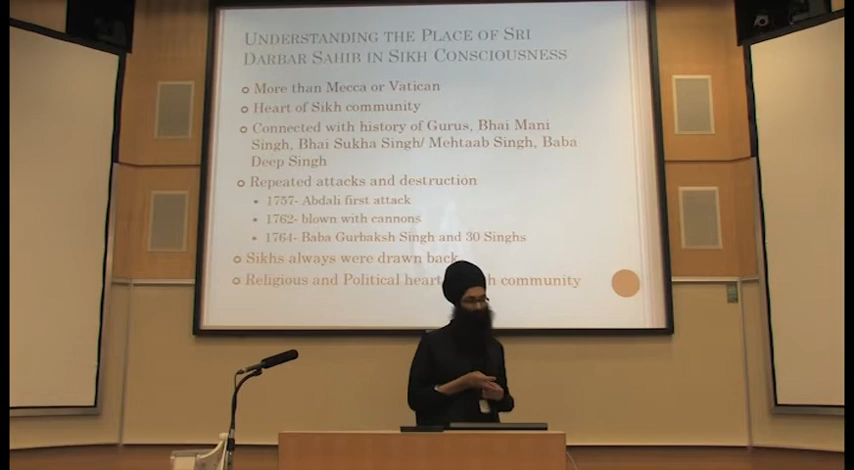 UNDERSTANDING THE PLACE OF SRI
DARBAR SAHIB IN SIKH CONSCIOUSNESS
More than Mecca or Vatican
Heart of Sikh community
Connected with history of Gurus, Bhai Mani
Singh, Bhai Sukha Singh/ Mehtaab Singh, Baba
Deep Singh
Repeated attacks and destruction
1757- Abdali first attack
1762- blown with cannons
1764- Baba Gurbaksh Singh and 30 Singhs
Sikhs always were drawn back
Religious and Political heart community